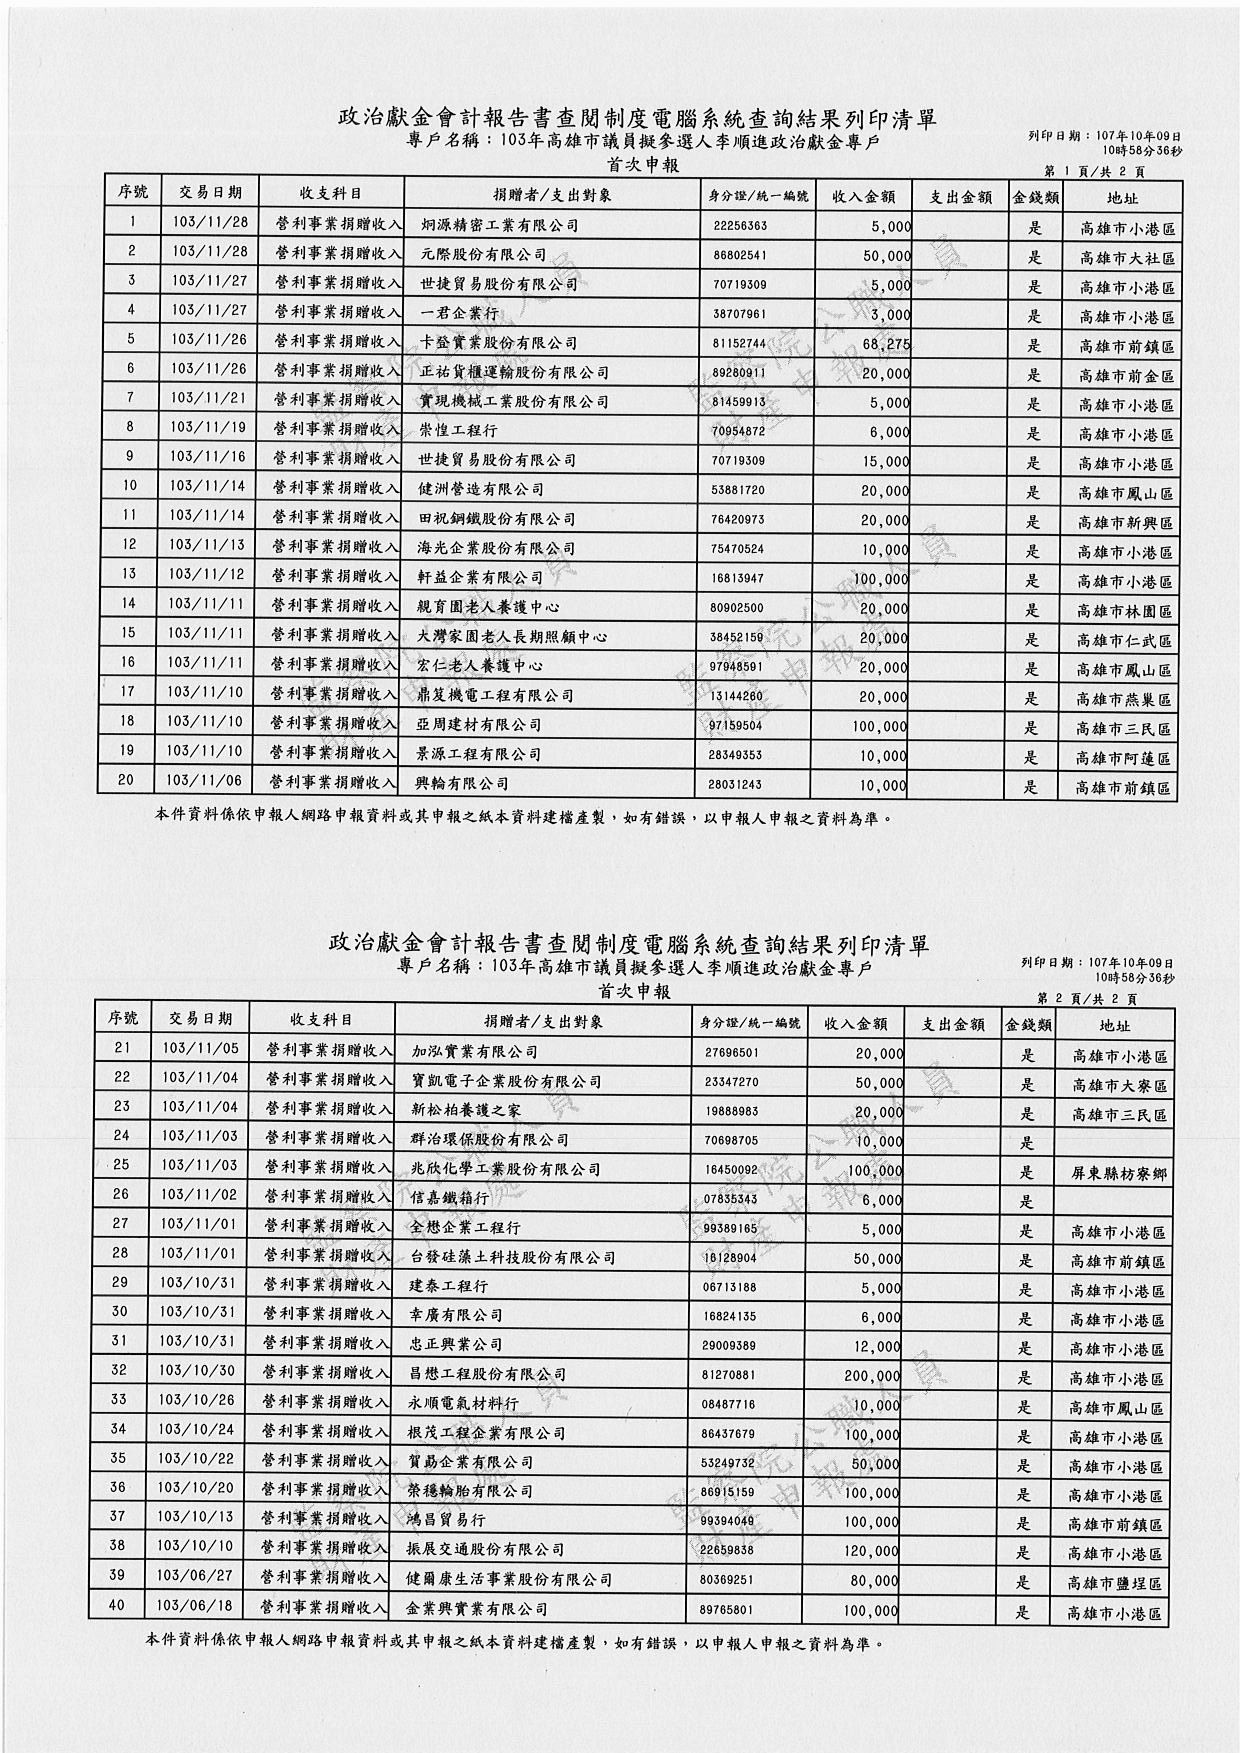 政治獻金會計報告書查閱制度電腦系統查詢結果列印清單
專戶名稱：103年高雄市議員擬參選人李順進政治獻金專戶
列印日期：107年10年09日
10時58分36秒
首次申報
第 1 頁/共 2 頁
序號 交易日期 收支科目 捐贈者/支出對象 身分證/統一編號 收入金額 支出金額 金錢類 地址
1 103/11/28 營利事業捐贈收入 炯源精密工業有限公司 22256363 5,000 是 高雄市小港區
2 103/11/28 營利事業捐贈收入 元際股份有限公司 86802541 50,000 是 高雄市大社區
3 103/11/27 營利事業捐贈收入 世捷貿易股份有限公司 70719309 5,000 是 高雄市小港區
4 103/11/27 營利事業捐贈收入 一君企業行 38707961 3,000 是 高雄市小港區
5 103/11/26 營利事業捐贈收入 卡登實業股份有限公司 81152744 68,275 是 高雄市前鎮區
6 103/11/26 營利事業捐贈收入 正祐貨櫃運輸股份有限公司 89280911 20,000 是 高雄市前金區
7 103/11/21 營利事業捐贈收入 實現機械工業股份有限公司 81459913 5,000 是 高雄市小港區
8 103/11/19 營利事業捐贈收入 崇惶工程行 70954872 6,000 是 高雄市小港區
9 103/11/16 營利事業捐贈收入 世捷貿易股份有限公司 70719309 15,000 是 高雄市小港區
10 103/11/14 營利事業捐贈收入 健洲營造有限公司 53881720 20,000 是 高雄市鳳山區
11 103/11/14 營利事業捐贈收入 田祝鋼鐵股份有限公司 76420973 20,000 是 高雄市新興區
12 103/11/13 營利事業捐贈收入 海光企業股份有限公司 75470524 10,000 是 高雄市小港區
13 103/11/12 營利事業捐贈收入 軒益企業有限公司 16813947 100,000 是 高雄市小港區
14 103/11/11 營利事業捐贈收入 親育園老人養護中心 80902500 20,000 是 高雄市林園區
15 103/11/11 營利事業捐贈收入 大灣家園老人長期照顧中心 38452159 20,000 是 高雄市仁武區
16 103/11/11 營利事業捐贈收入 宏仁老人養護中心 97948591 20,000 是 高雄市鳳山區
17 103/11/10 營利事業捐贈收入 鼎笈機電工程有限公司 13144260 20,000 是 高雄市燕巢區
18 103/11/10 營利事業捐贈收入 亞周建材有限公司 97159504 100,000 是 高雄市三民區
19 103/11/10 營利事業捐贈收入 景源工程有限公司 28349353 10,000 是 高雄市阿蓮區
20 103/11/06 營利事業捐贈收入 興輪有限公司 28031243 10,000 是 高雄市前鎮區
本件資料係依申報人網路申報資料或其申報之紙本資料建檔產製，如有錯誤，以申報人申報之資料為準。
政治獻金會計報告書查閱制度電腦系統查詢結果列印清單
專戶名稱：103年高雄市議員擬參選人李順進政治獻金專戶
列印日期：107年10年09日
10時58分36秒
首次申報
第 2 頁/共 2 頁
序號 交易日期 收支科目 捐贈者/支出對象 身分證/統一編號 收入金額 支出金額 金錢類 地址
21 103/11/05 營利事業捐贈收入 加泓實業有限公司 27696501 20,000 是 高雄市小港區
22 103/11/04 營利事業捐贈收入 寶凱電子企業股份有限公司 23347270 50,000 是 高雄市大寮區
23 103/11/04 營利事業捐贈收入 新松柏養護之家 19888983 20,000 是 高雄市三民區
24 103/11/03 營利事業捐贈收入 群治環保股份有限公司 70698705 10,000 是
25 103/11/03 營利事業捐贈收入 兆欣化學工業股份有限公司 16450092 100,000 是 屏東縣枋寮鄉
26 103/11/02 營利事業捐贈收入 信嘉鐵箱行 07835343 6,000 是
27 103/11/01 營利事業捐贈收入 全懋企業工程行 99389165 5,000 是 高雄市小港區
28 103/11/01 營利事業捐贈收入 台發硅藻土科技股份有限公司 16128904 50,000 是 高雄市前鎮區
29 103/10/31 營利事業捐贈收入 建泰工程行 06713188 5,000 是 高雄市小港區
30 103/10/31 營利事業捐贈收入 幸廣有限公司 16824135 6,000 是 高雄市小港區
31 103/10/31 營利事業捐贈收入 忠正興業公司 29009389 12,000 是 高雄市小港區
32 103/10/30 營利事業捐贈收入 昌懋工程股份有限公司 81270881 200,000 是 高雄市小港區
33 103/10/26 營利事業捐贈收入 永順電氣材料行 08487716 10,000 是 高雄市鳳山區
34 103/10/24 營利事業捐贈收入 根茂工程企業有限公司 86437679 100,000 是 高雄市小港區
35 103/10/22 營利事業捐贈收入 貿勗企業有限公司 53249732 50,000 是 高雄市小港區
36 103/10/20 營利事業捐贈收入 榮穩輪胎有限公司 86915159 100,000 是 高雄市小港區
37 103/10/13 營利事業捐贈收入 鴻昌貿易行 99394049 100,000 是 高雄市前鎮區
38 103/10/10 營利事業捐贈收入 振展交通股份有限公司 22659838 120,000 是 高雄市小港區
39 103/06/27 營利事業捐贈收入 健爾康生活事業股份有限公司 80369251 80,000 是 高雄市鹽埕區
40 103/06/18 營利事業捐贈收入 金業興實業有限公司 89765801 100,000 是 高雄市小港區
本件資料係依申報人網路申報資料或其申報之紙本資料建檔產製，如有錯誤，以申報人申報之資料為準。
監察院公職人員
財產申報處